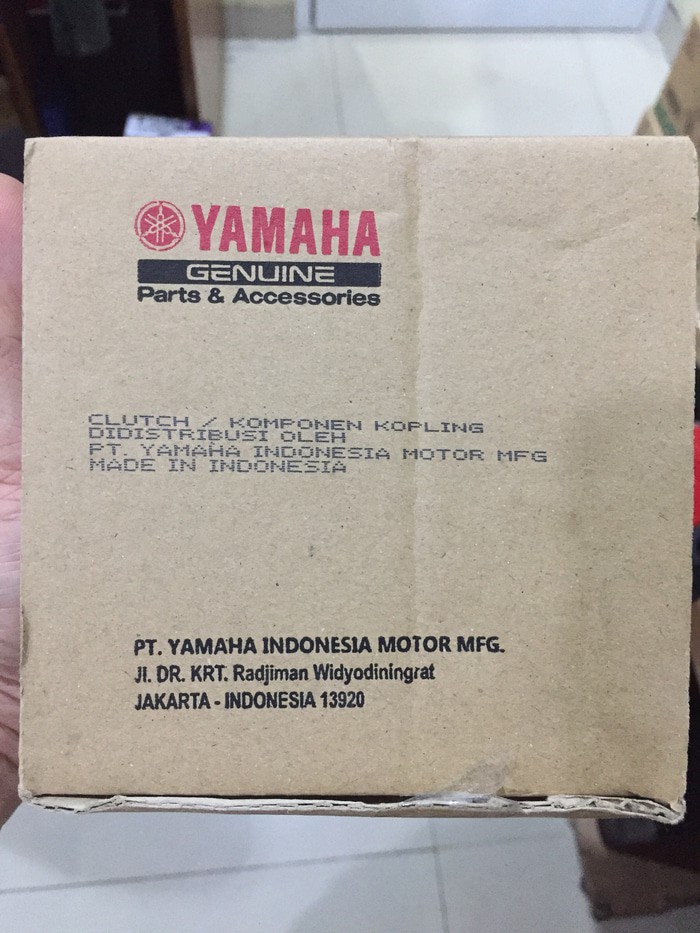 YAMAHA
GENUINE
Parts & Accessories
CLUTCH / KOMPONEN KOPLING
DIDISTRIBUSI OLEH
PT. YAMAHA INDONESIA MOTOR MFG
MADE IN INDONESIA
PT. YAMAHA INDONESIA MOTOR MFG.
Jl. DR. KRT. Radjiman Widyodiningrat
JAKARTA - INDONESIA 13920